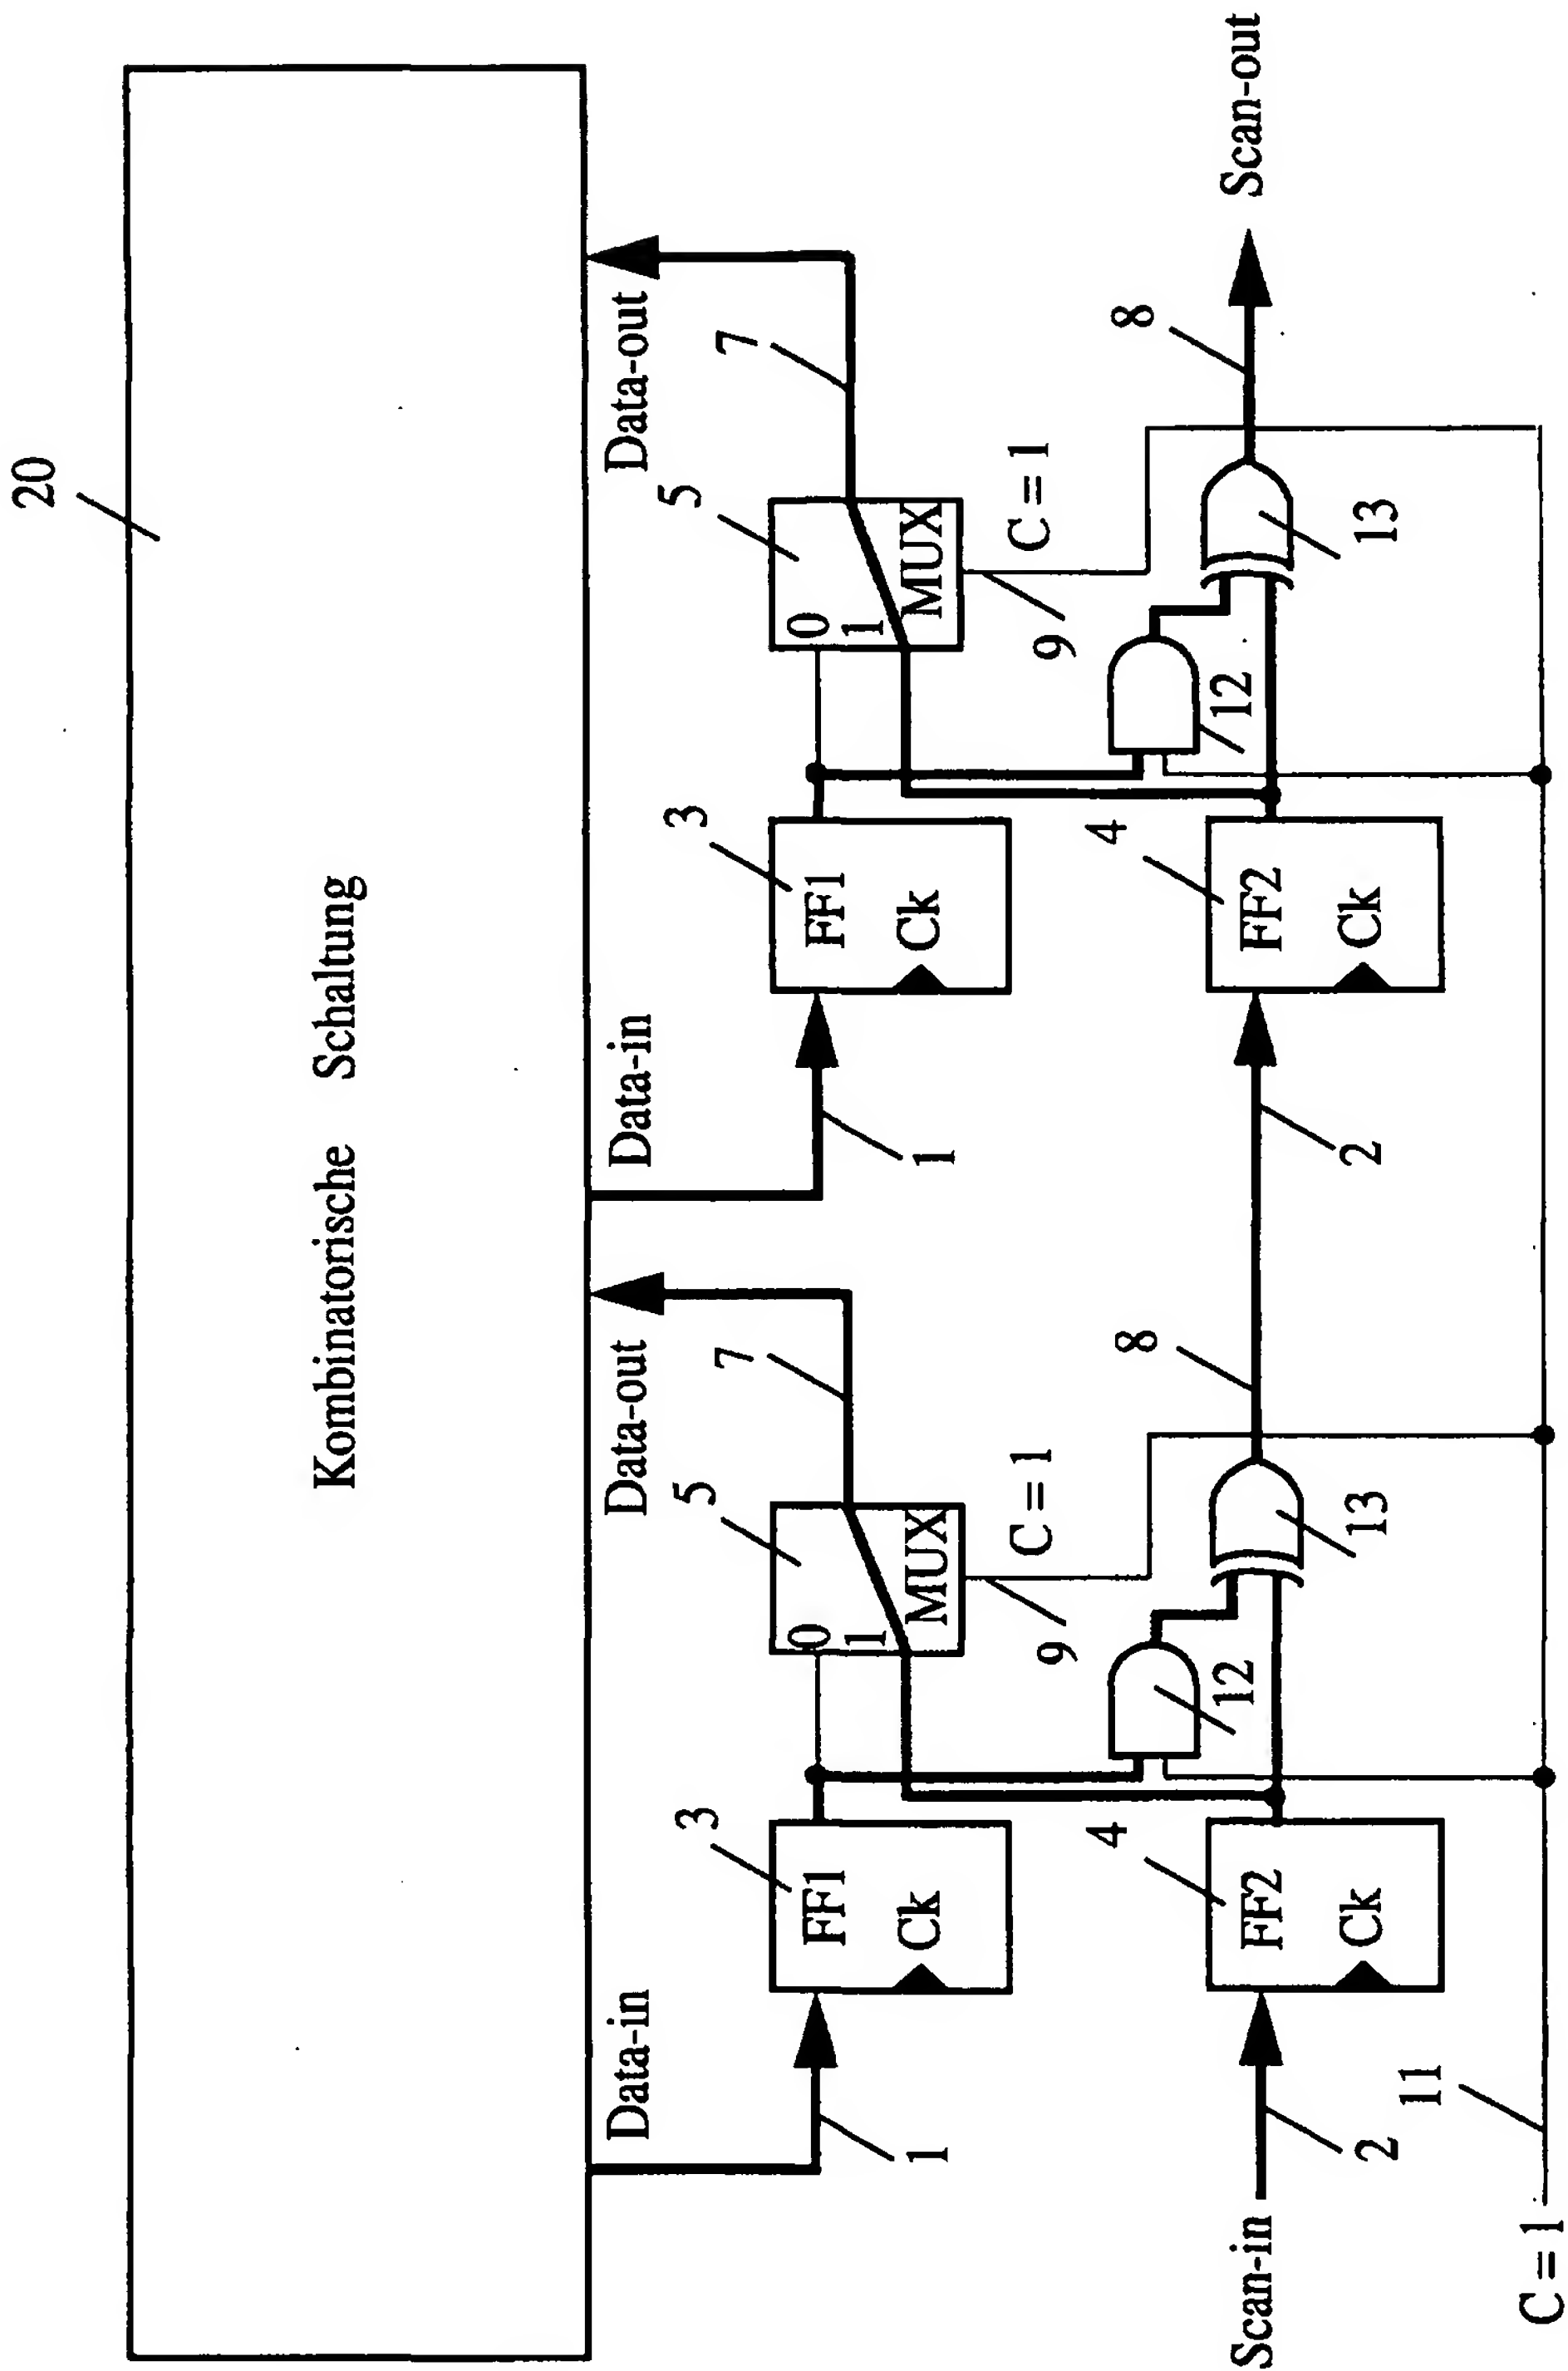 20
Kombinatorische Schaltung
Data-in
Data-out
Data-in
Data-out
1
3
FF1
Ck
0
1
MUX
5
7
9
C = 1
1
3
FF1
Ck
0
1
MUX
5
7
9
C = 1
Scan-in
2
4
FF2
Ck
12
13
8
2
4
FF2
Ck
12
13
8
Scan-out
C = 1
11